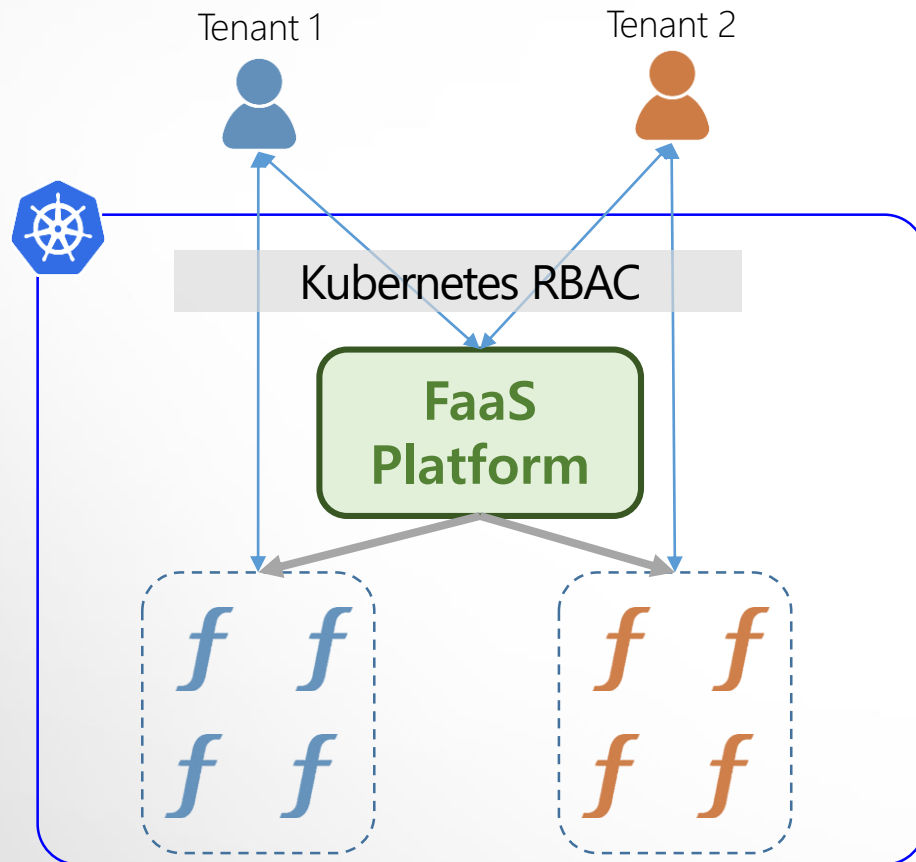 Tenant 1
Tenant 2
Kubernetes RBAC
FaaS
Platform
f f
f f
f f
f f